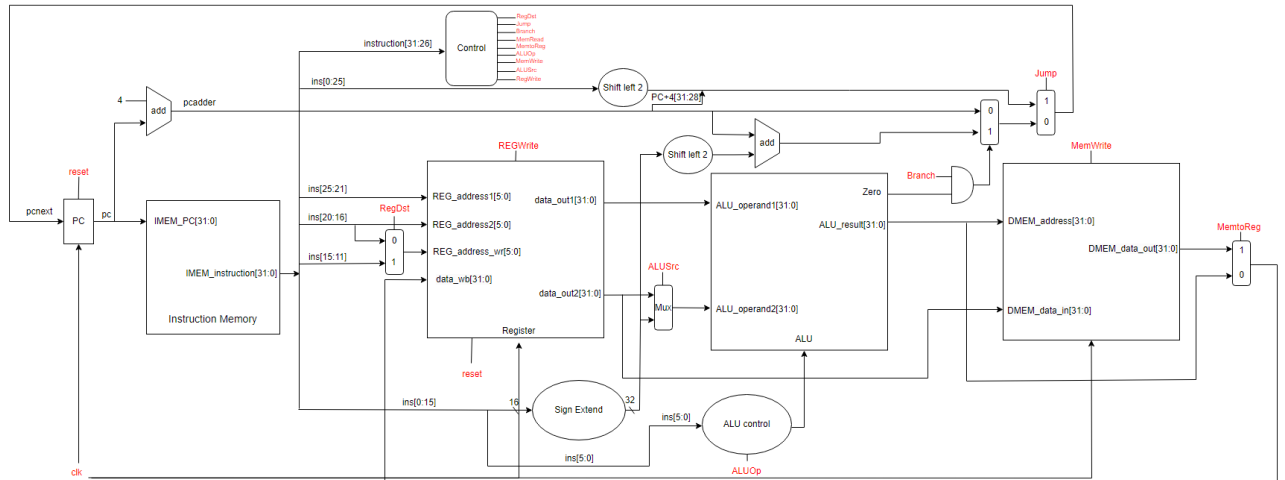 RegDst
Jump
Branch
MemRead
MemtoReg
ALUOp
MemWrite
ALUSrc
RegWrite
Control
instruction[31:26]
ins[0:25]
Shift left 2
PC+4[31:28]
Jump
1
0
4
add
pcadder
0
1
add
Shift left 2
REGWrite
MemWrite
Branch
Zero
reset
pcnext
PC
pc
IMEM_PC[31:0]
IMEM_instruction[31:0]
Instruction Memory
ins[25:21]
ins[20:16]
RegDst
0
1
ins[15:11]
REG_address1[5:0]
REG_address2[5:0]
REG_address_wr[5:0]
data_wb[31:0]
data_out1[31:0]
data_out2[31:0]
Register
reset
ALUSrc
Mux
ALU_operand1[31:0]
ALU_result[31:0]
ALU_operand2[31:0]
ALU
DMEM_address[31:0]
DMEM_data_out[31:0]
DMEM_data_in[31:0]
MemtoReg
1
0
ins[0:15]
16
Sign Extend
32
ins[5:0]
ins[5:0]
ALU control
ALUOp
clk